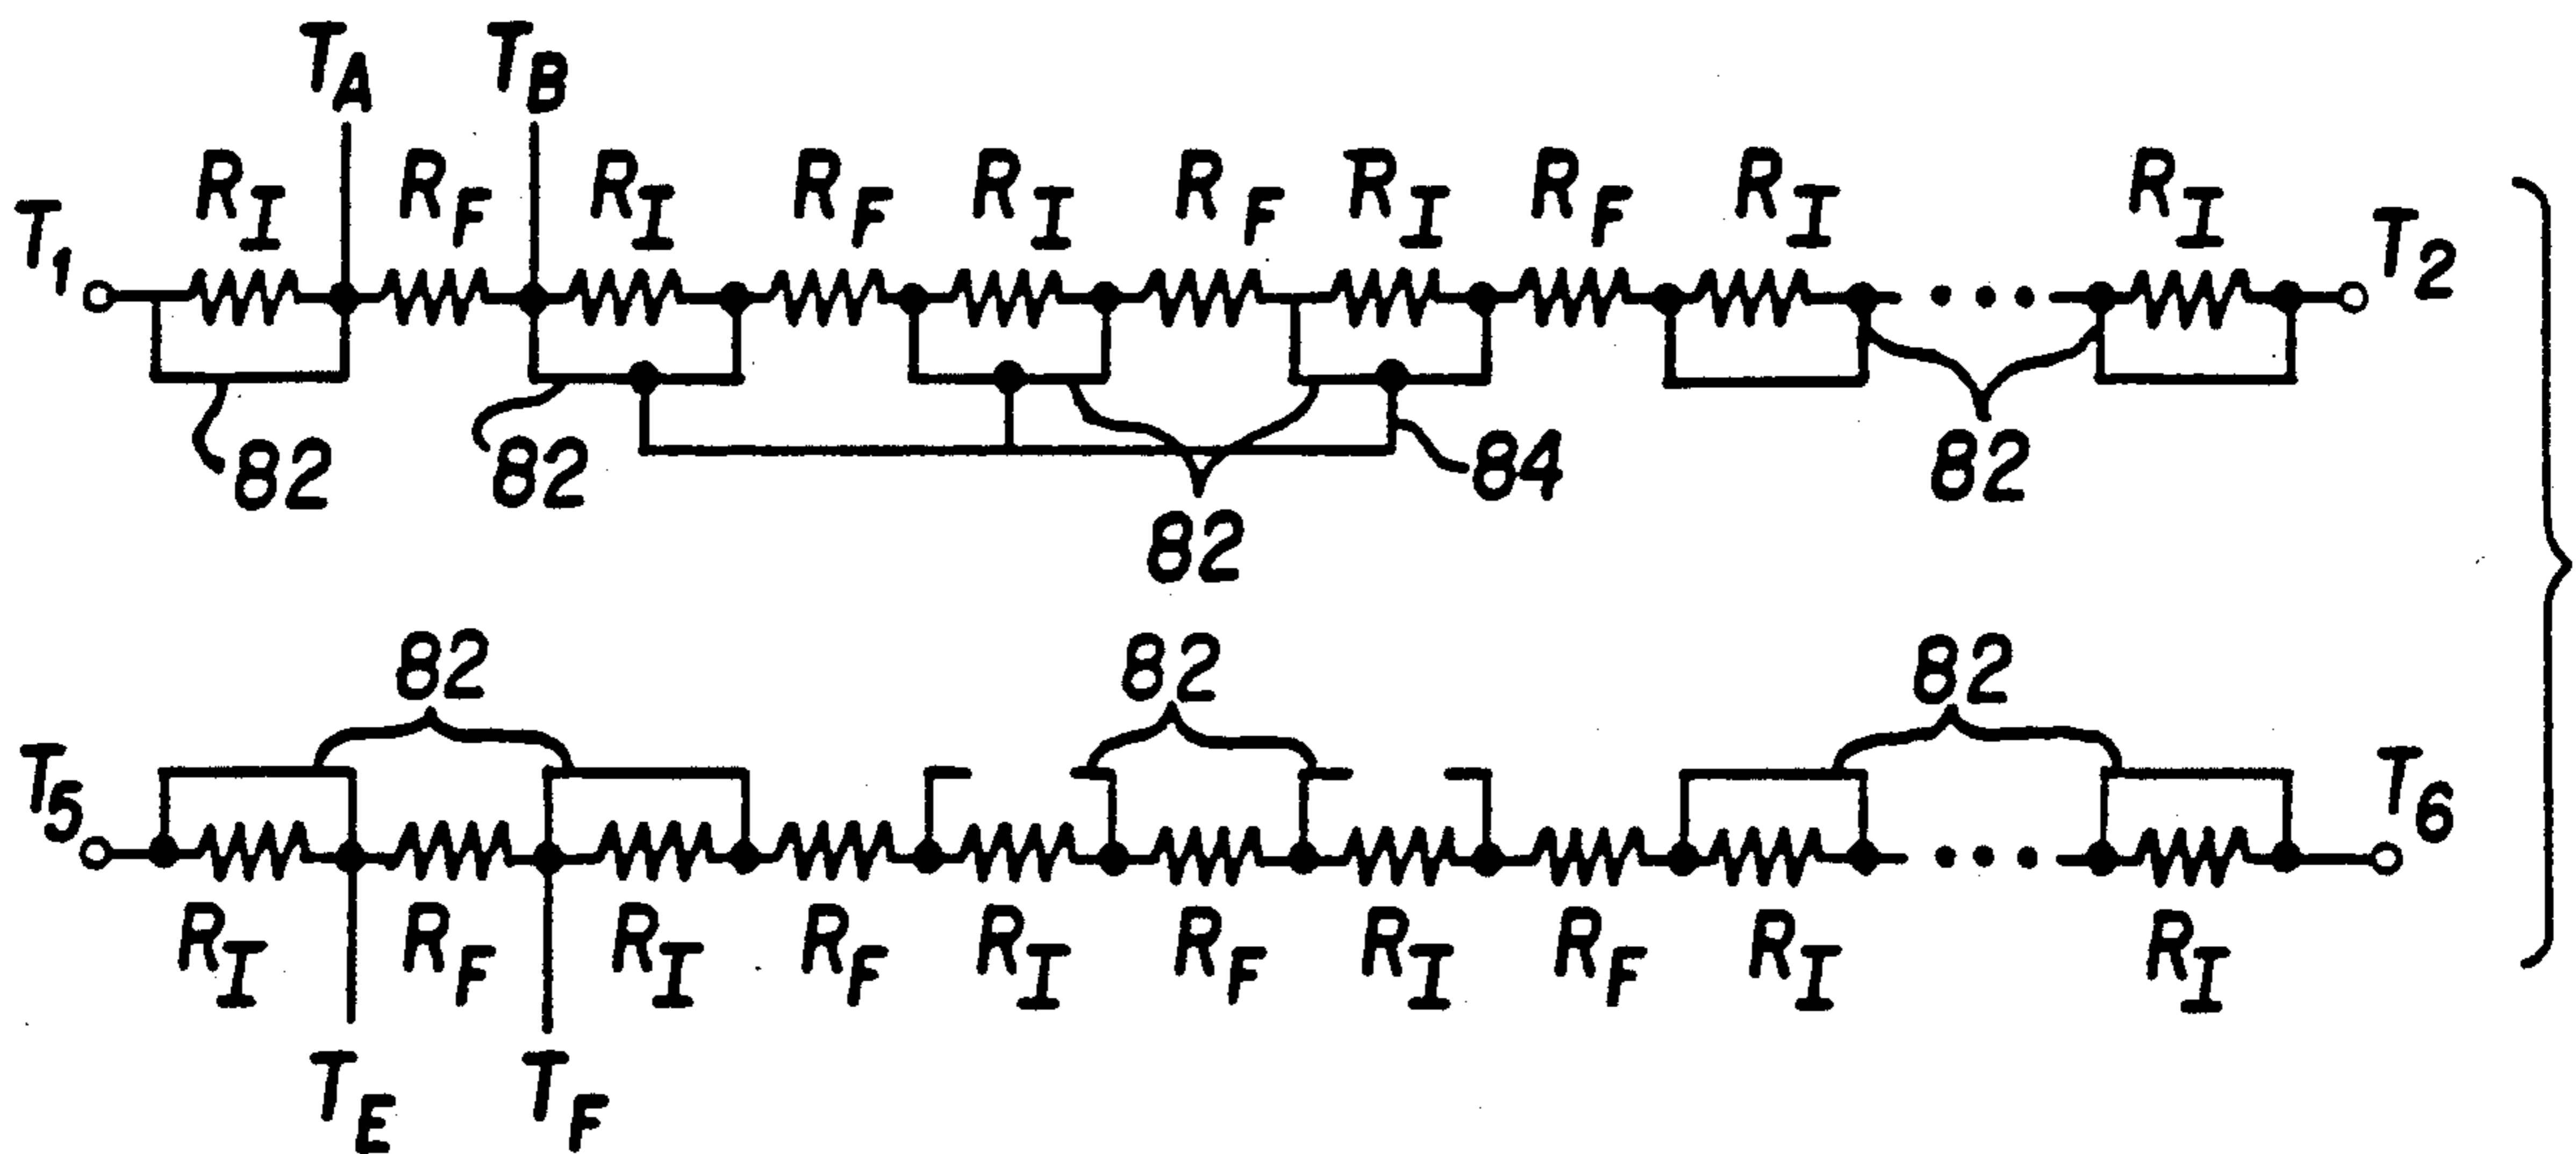 T_A T_B
T_1 R_I R_F R_I R_F R_I R_F R_I R_F R_I R_I T_2
82 82 84 82
82
82 82 82
T_5 T_6
R_I R_F R_I R_F R_I R_F R_I R_F R_I R_I
T_E T_F